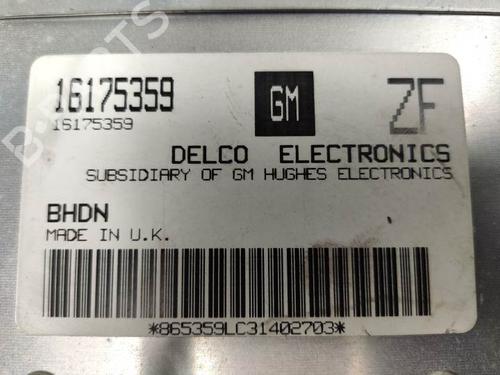 16175359
GM
ZF
16175359
DELCO ELECTRONICS
SUBSIDIARY OF GM HUGHES ELECTRONICS
BHDN
MADE IN U.K.
*865359LC31402703*